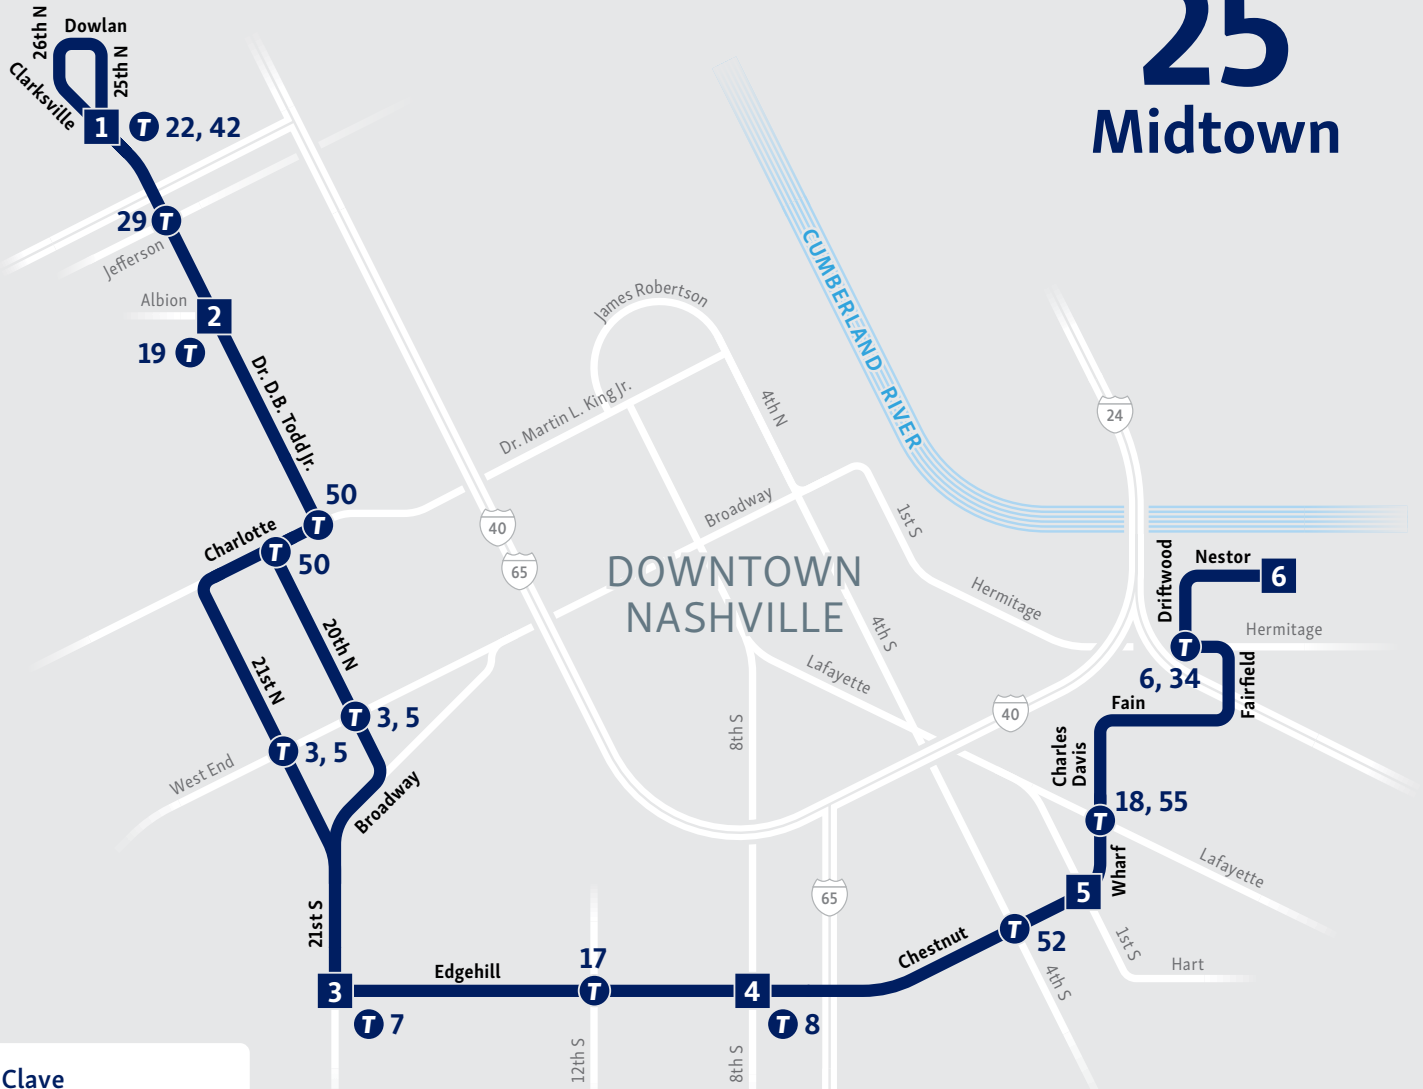 25
Midtown
26th N
Dowlan
25th N
Clarksville
1
T
22, 42
29
T
Jefferson
Albion
2
19
T
Dr. D.B. Todd Jr.
50
T
Charlotte
T
50
20th N
21st N
T
3, 5
T
3, 5
West End
Broadway
21st S
3
T
7
Edgehill
17
T
12th S
4
T
8
8th S
8th S
James Robertson
Dr. Martin L. King Jr.
4th N
Broadway
1st S
CUMBERLAND RIVER
24
40
65
DOWNTOWN
NASHVILLE
4th S
Hermitage
Lafayette
40
65
Driftwood
Nestor
6
Hermitage
T
6, 34
Fairfield
Fain
Charles
Davis
18, 55
T
Wharf
Lafayette
5
Chestnut
T
52
1st S
4th S
Hart
Clave